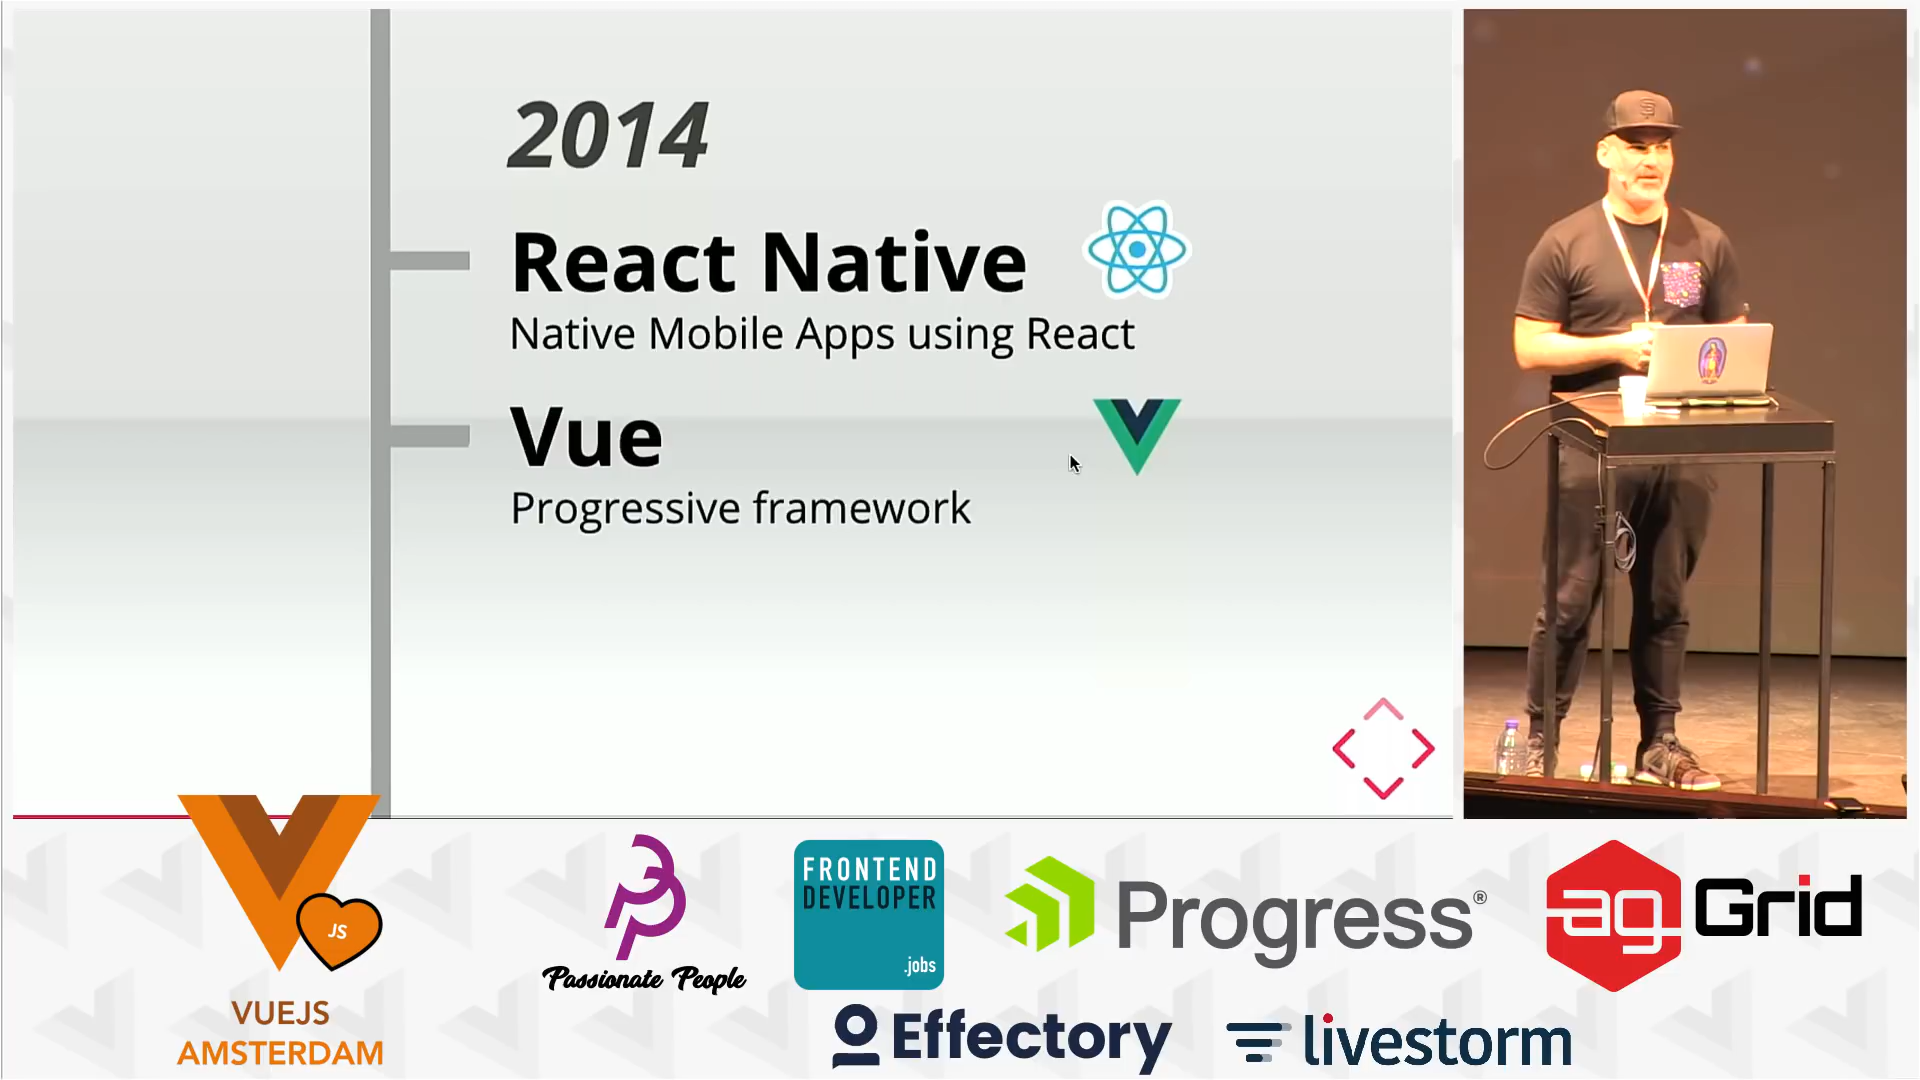 2014
React Native
Native Mobile Apps using React
Vue
Progressive framework
JS
VUEJS
AMSTERDAM
Passionate People
FRONTEND
DEVELOPER
.jobs
Progress®
ag Grid
Effectory
livestorm